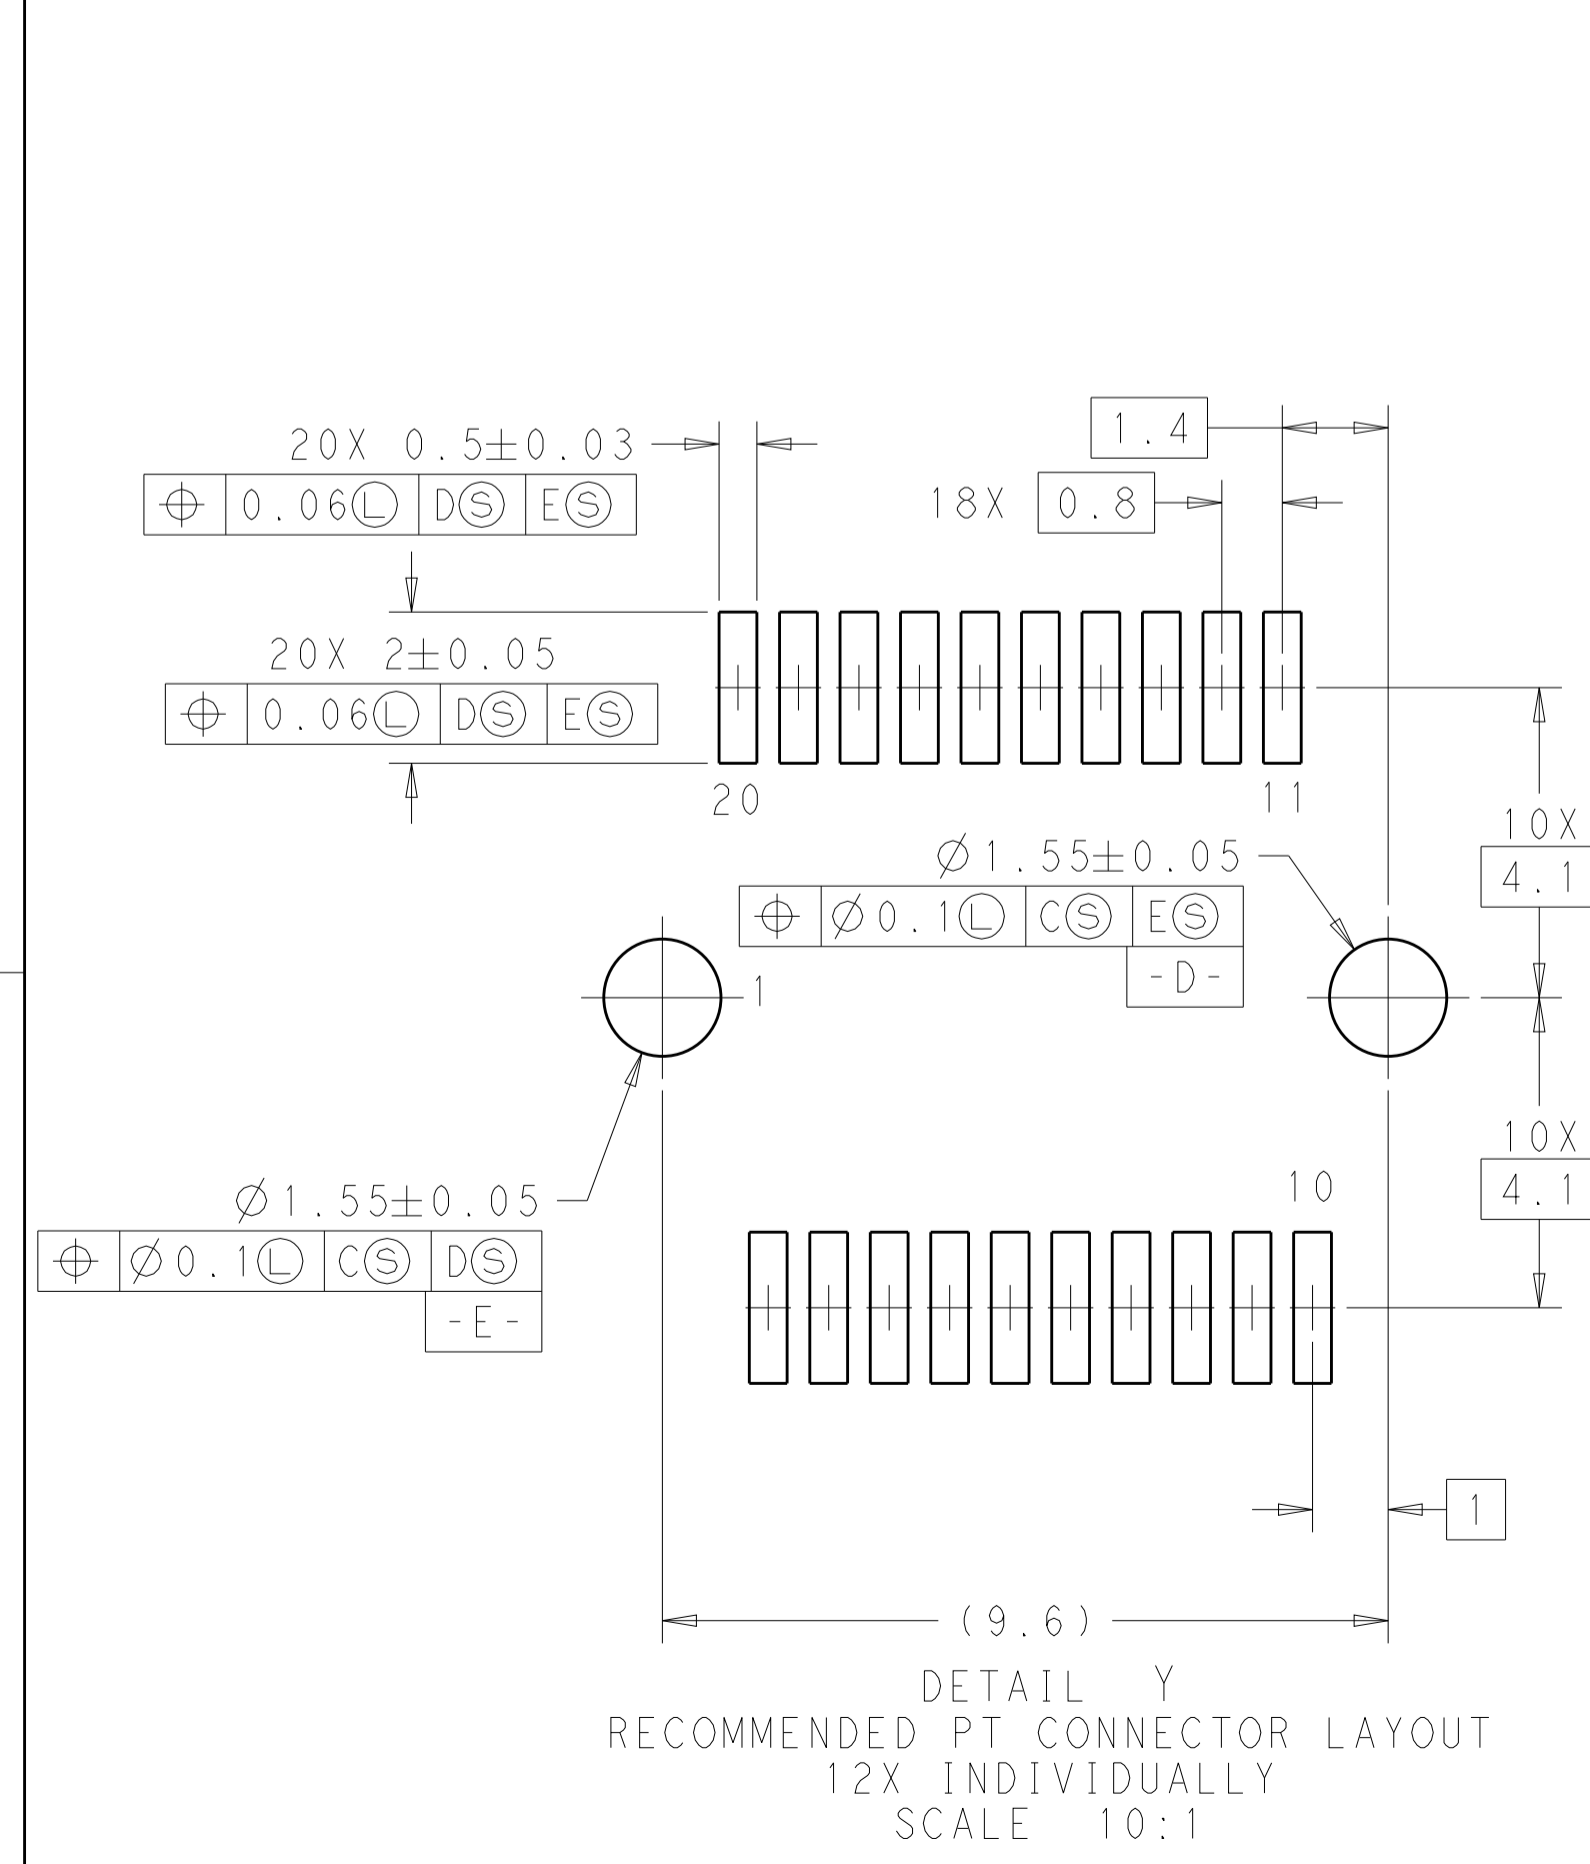 1.4
20X 0.5±0.03
⌖ 0.06Ⓛ DⓈ EⓈ
18X 0.8
20X 2±0.05
⌖ 0.06Ⓛ DⓈ EⓈ
20
11
10X
4.1
Ø1.55±0.05
⌖ Ø0.1Ⓛ CⓈ EⓈ
-D-
1
10X
4.1
10
Ø1.55±0.05
⌖ Ø0.1Ⓛ CⓈ DⓈ
-E-
1
(9.6)
DETAIL Y
RECOMMENDED PT CONNECTOR LAYOUT
12X INDIVIDUALLY
SCALE 10:1